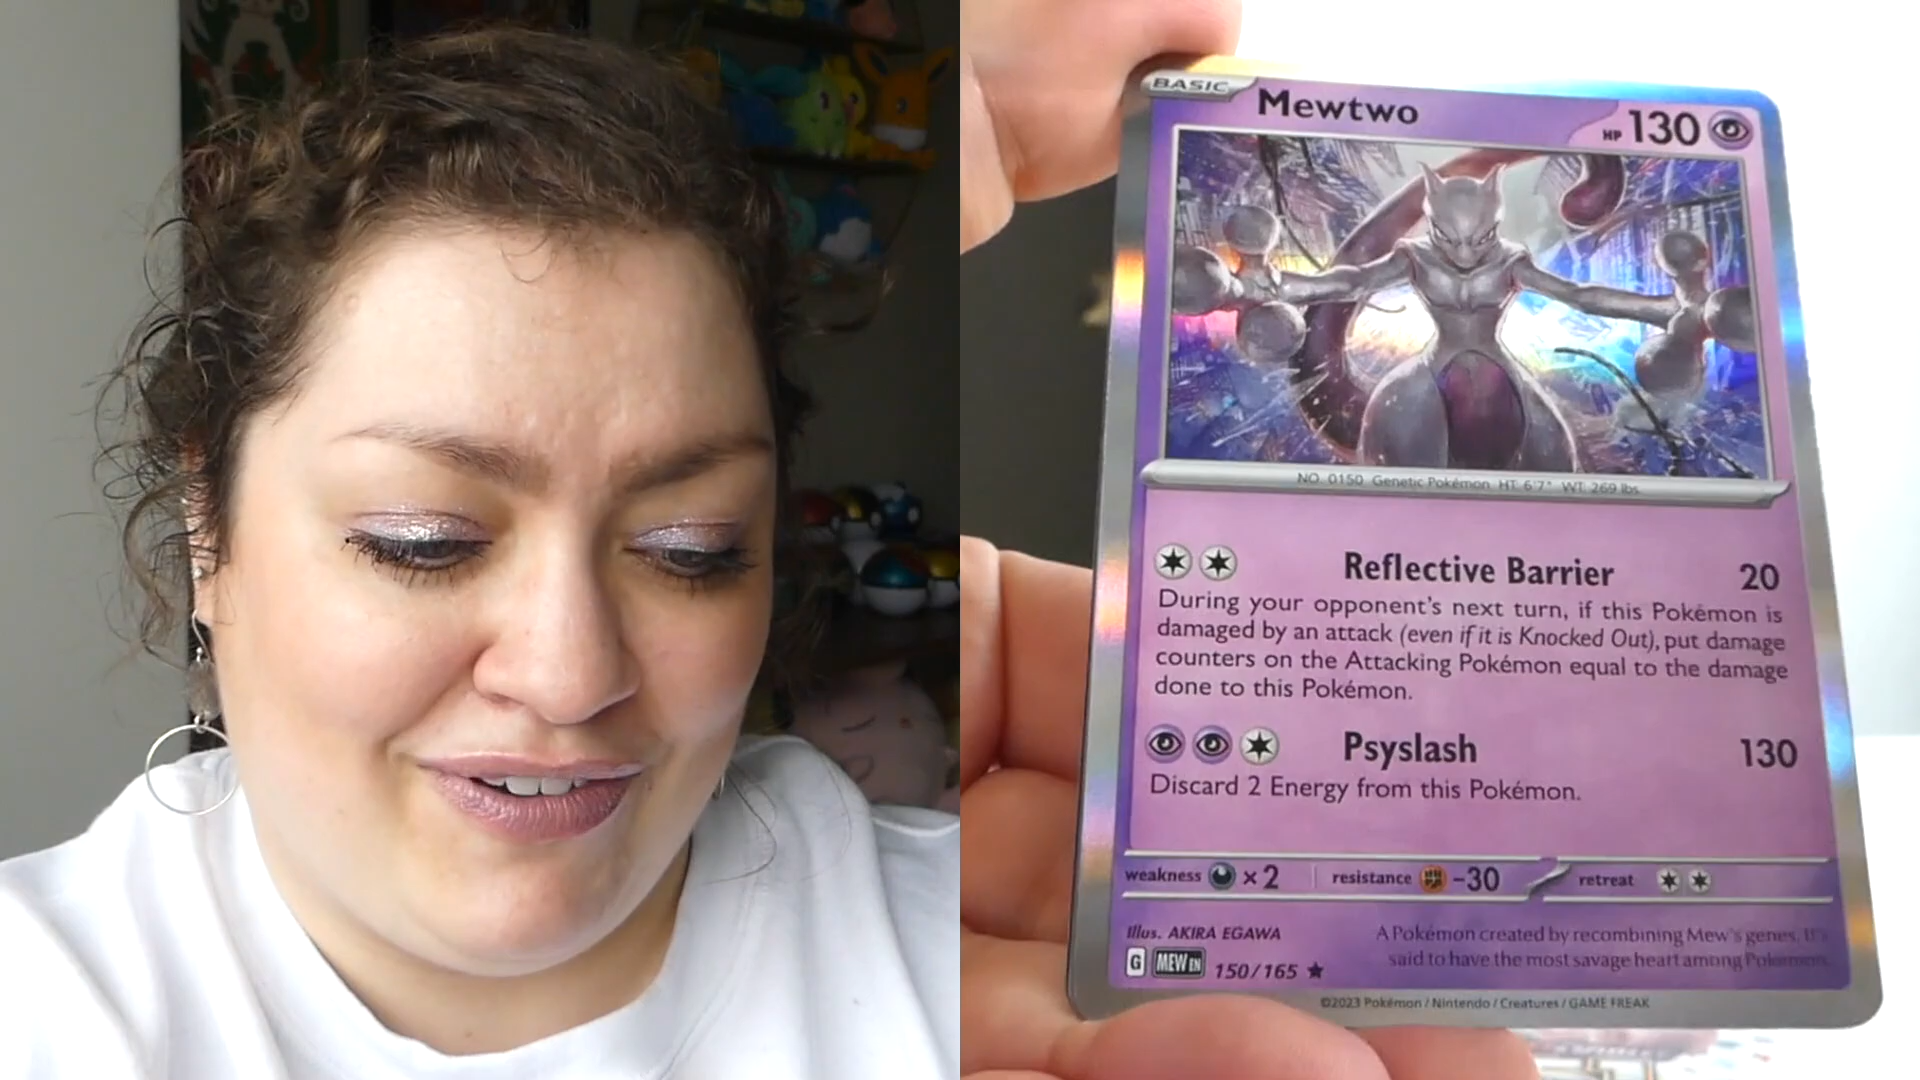 BASIC
Mewtwo
HP 130
NO. 0150 Genetic Pokémon HT: 6'7" WT: 269 lbs.
Reflective Barrier 20
During your opponent's next turn, if this Pokémon is
damaged by an attack (even if it is Knocked Out), put damage
counters on the Attacking Pokémon equal to the damage
done to this Pokémon.
Psyslash 130
Discard 2 Energy from this Pokémon.
weakness ×2 resistance -30 retreat
Illus. AKIRA EGAWA
A Pokémon created by recombining Mew's genes. It's
said to have the most savage heart among Pokémon.
G MEW EN 150/165
©2023 Pokémon / Nintendo / Creatures / GAME FREAK